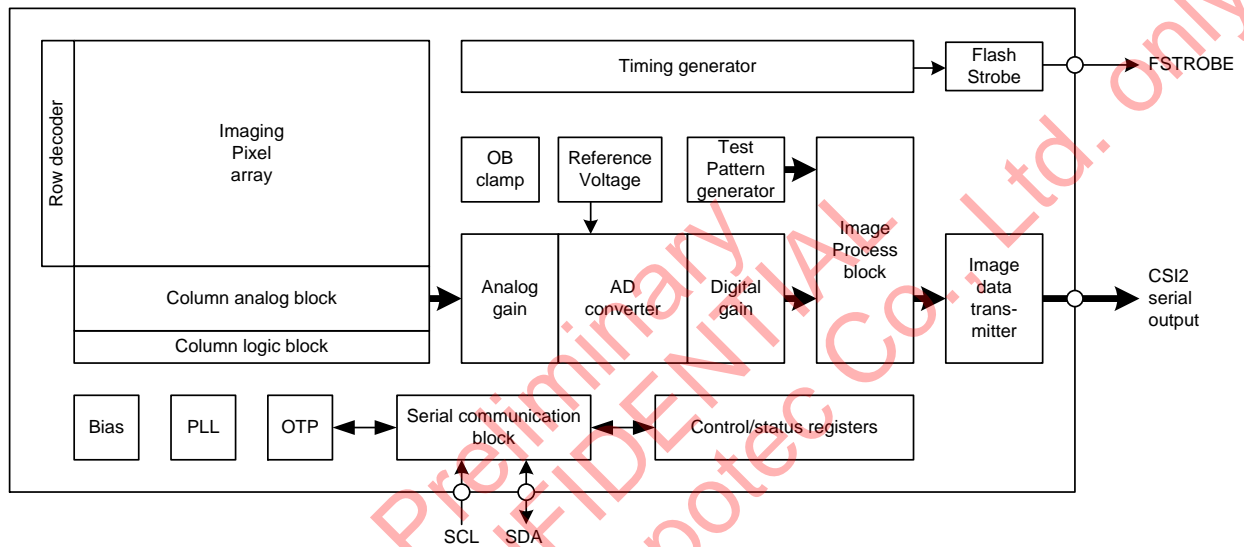 Row decoder
Imaging
Pixel
array
Timing generator
Flash
Strobe
FSTROBE
OB
clamp
Reference
Voltage
Test
Pattern
generator
Image
Process
block
Column analog block
Column logic block
Analog
gain
AD
converter
Digital
gain
Image
data
trans-
mitter
CSI2
serial
output
Bias
PLL
OTP
Serial communication
block
Control/status registers
SCL
SDA
Preliminary
FIDENTIAL
potec Co., Ltd. only